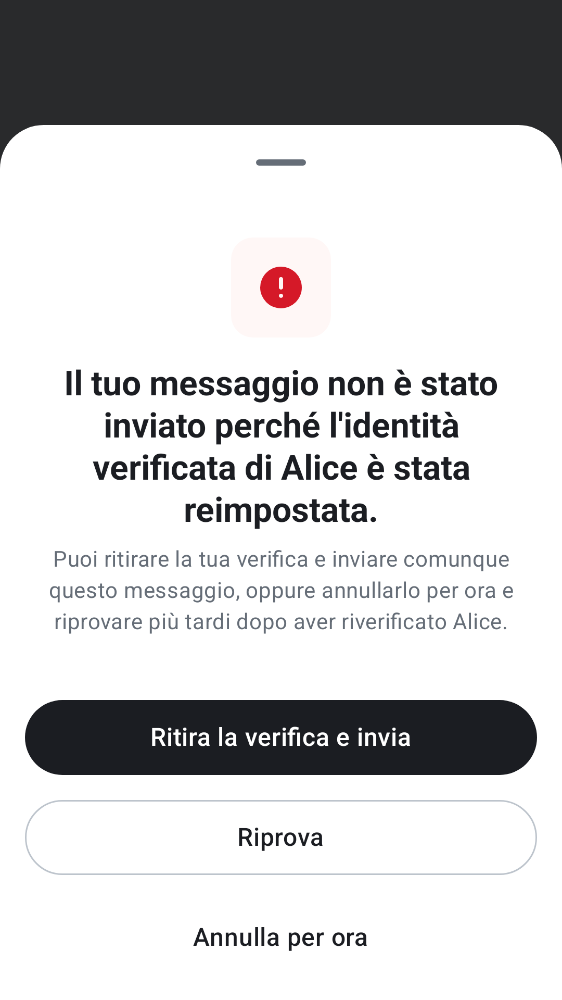 Il tuo messaggio non è stato
inviato perché l'identità
verificata di Alice è stata
reimpostata.
Puoi ritirare la tua verifica e inviare comunque
questo messaggio, oppure annullarlo per ora e
riprovare più tardi dopo aver riverificato Alice.
Ritira la verifica e invia
Riprova
Annulla per ora